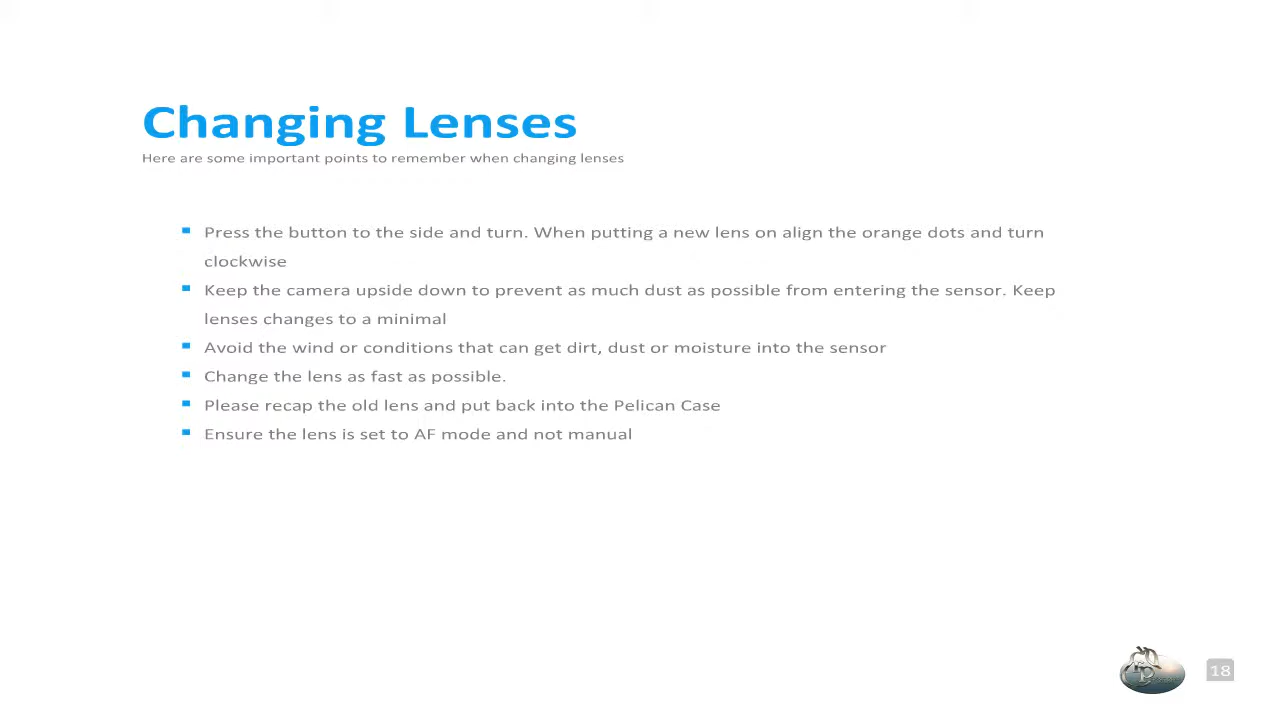 Changing Lenses
Here are some important points to remember when changing lenses
Press the button to the side and turn. When putting a new lens on align the orange dots and turn
clockwise
Keep the camera upside down to prevent as much dust as possible from entering the sensor. Keep
lenses changes to a minimal
Avoid the wind or conditions that can get dirt, dust or moisture into the sensor
Change the lens as fast as possible.
Please recap the old lens and put back into the Pelican Case
Ensure the lens is set to AF mode and not manual
18